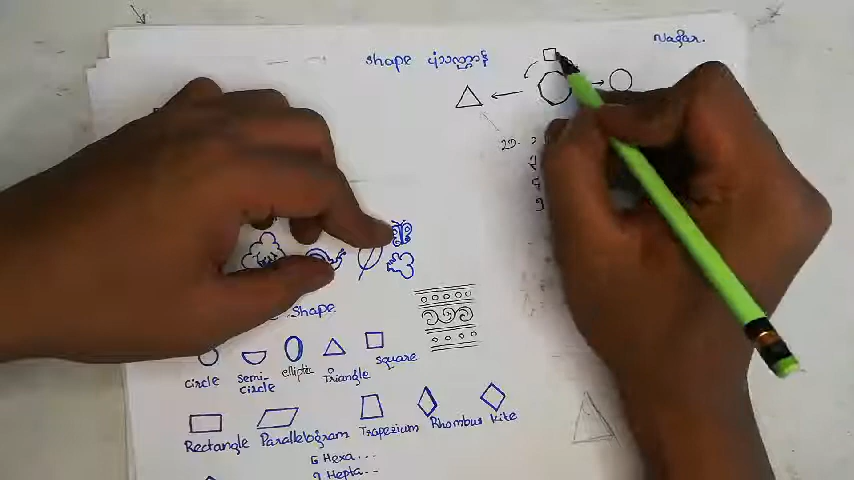 Nagar.
shape ပုံသဏ္ဌာန်
Shape
circle semi-circle elliptic Triangle square
Rectangle Parallelogram Trapezium Rhombus Kite
6 Hexa...
7 Hepta...